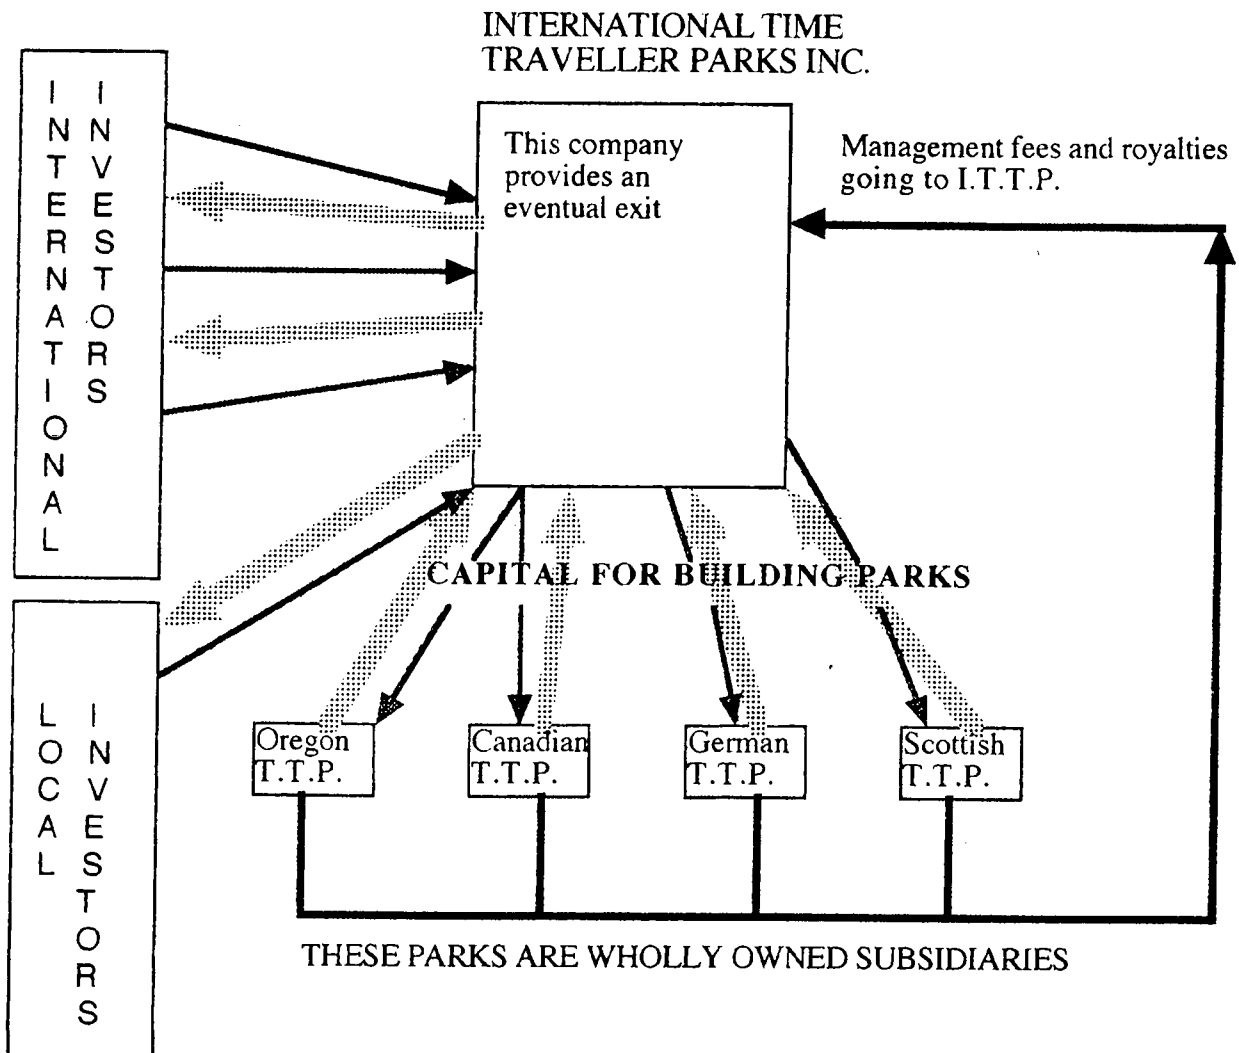 INTERNATIONAL TIME
TRAVELLER PARKS INC.
INTERNATIONAL
INVESTORS
This company
provides an
eventual exit
Management fees and royalties
going to I.T.T.P.
CAPITAL FOR BUILDING PARKS
LOCAL
INVESTORS
Oregon
T.T.P.
Canadian
T.T.P.
German
T.T.P.
Scottish
T.T.P.
THESE PARKS ARE WHOLLY OWNED SUBSIDIARIES